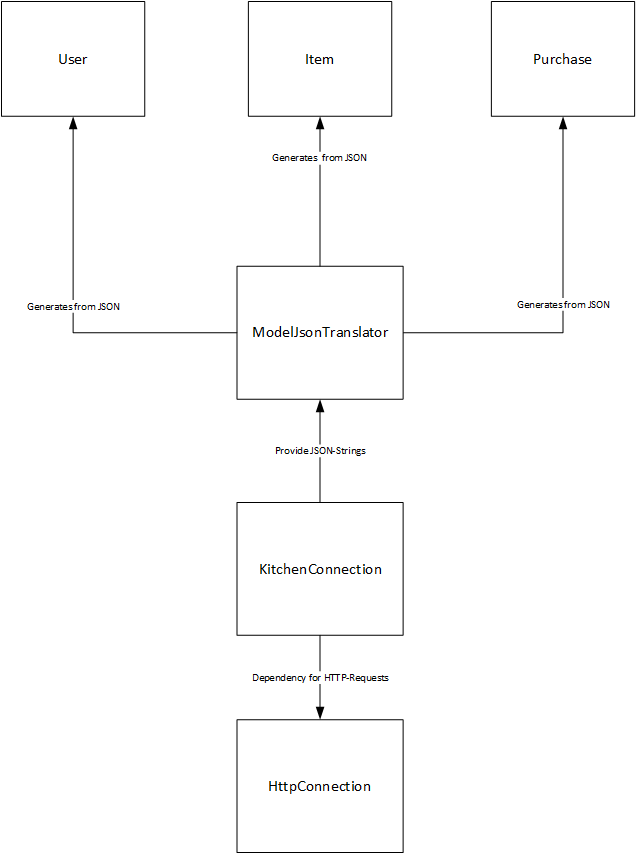 User
Item
Purchase
Generates from JSON
Generates from JSON
Generates from JSON
ModelJsonTranslator
Provide JSON-Strings
KitchenConnection
Dependency for HTTP-Requests
HttpConnection